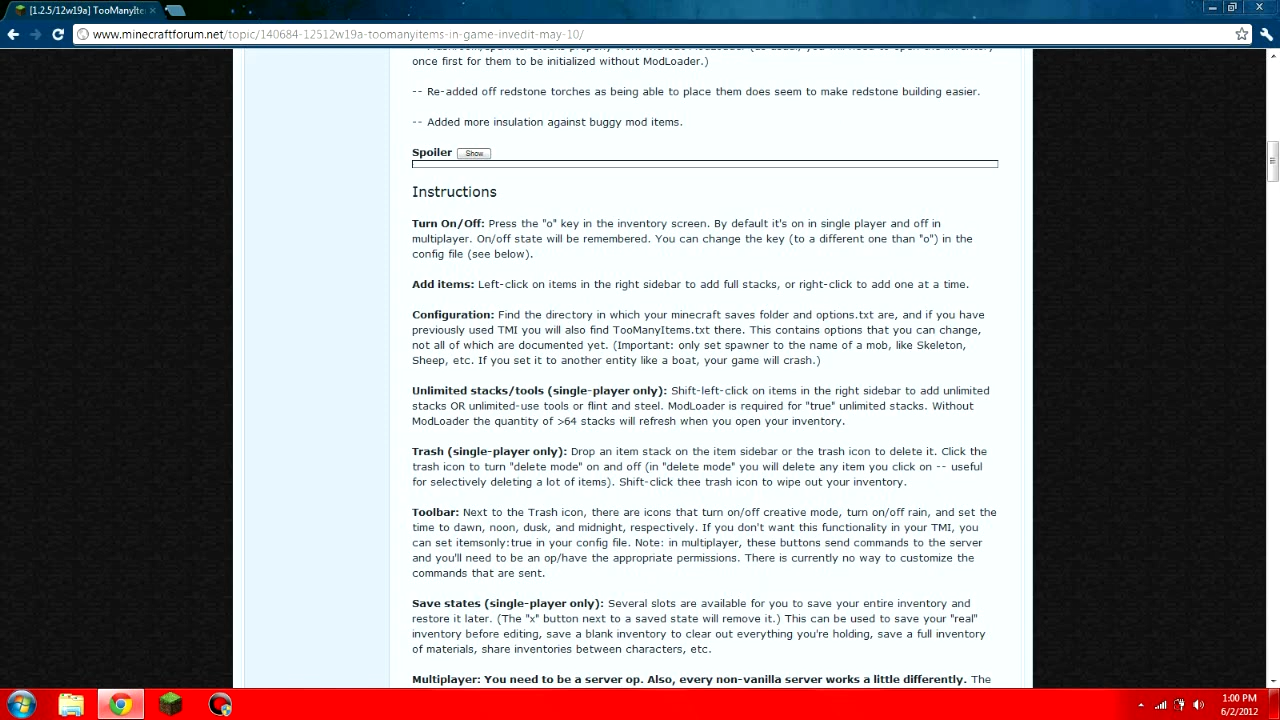 [1.2.5/12w19a] TooManyIte
www.minecraftforum.net/topic/140684-12512w19a-toomanyitems-in-game-invedit-may-10/
once first for them to be initialized without ModLoader.)
-- Re-added off redstone torches as being able to place them does seem to make redstone building easier.
-- Added more insulation against buggy mod items.
Spoiler Show
Instructions
Turn On/Off: Press the "o" key in the inventory screen. By default it's on in single player and off in
multiplayer. On/off state will be remembered. You can change the key (to a different one than "o") in the
config file (see below).
Add items: Left-click on items in the right sidebar to add full stacks, or right-click to add one at a time.
Configuration: Find the directory in which your minecraft saves folder and options.txt are, and if you have
previously used TMI you will also find TooManyItems.txt there. This contains options that you can change,
not all of which are documented yet. (Important: only set spawner to the name of a mob, like Skeleton,
Sheep, etc. If you set it to another entity like a boat, your game will crash.)
Unlimited stacks/tools (single-player only): Shift-left-click on items in the right sidebar to add unlimited
stacks OR unlimited-use tools or flint and steel. ModLoader is required for "true" unlimited stacks. Without
ModLoader the quantity of >64 stacks will refresh when you open your inventory.
Trash (single-player only): Drop an item stack on the item sidebar or the trash icon to delete it. Click the
trash icon to turn "delete mode" on and off (in "delete mode" you will delete any item you click on -- useful
for selectively deleting a lot of items). Shift-click thee trash icon to wipe out your inventory.
Toolbar: Next to the Trash icon, there are icons that turn on/off creative mode, turn on/off rain, and set the
time to dawn, noon, dusk, and midnight, respectively. If you don't want this functionality in your TMI, you
can set itemsonly:true in your config file. Note: in multiplayer, these buttons send commands to the server
and you'll need to be an op/have the appropriate permissions. There is currently no way to customize the
commands that are sent.
Save states (single-player only): Several slots are available for you to save your entire inventory and
restore it later. (The "x" button next to a saved state will remove it.) This can be used to save your "real"
inventory before editing, save a blank inventory to clear out everything you're holding, save a full inventory
of materials, share inventories between characters, etc.
Multiplayer: You need to be a server op. Also, every non-vanilla server works a little differently. The
1:00 PM
6/2/2012